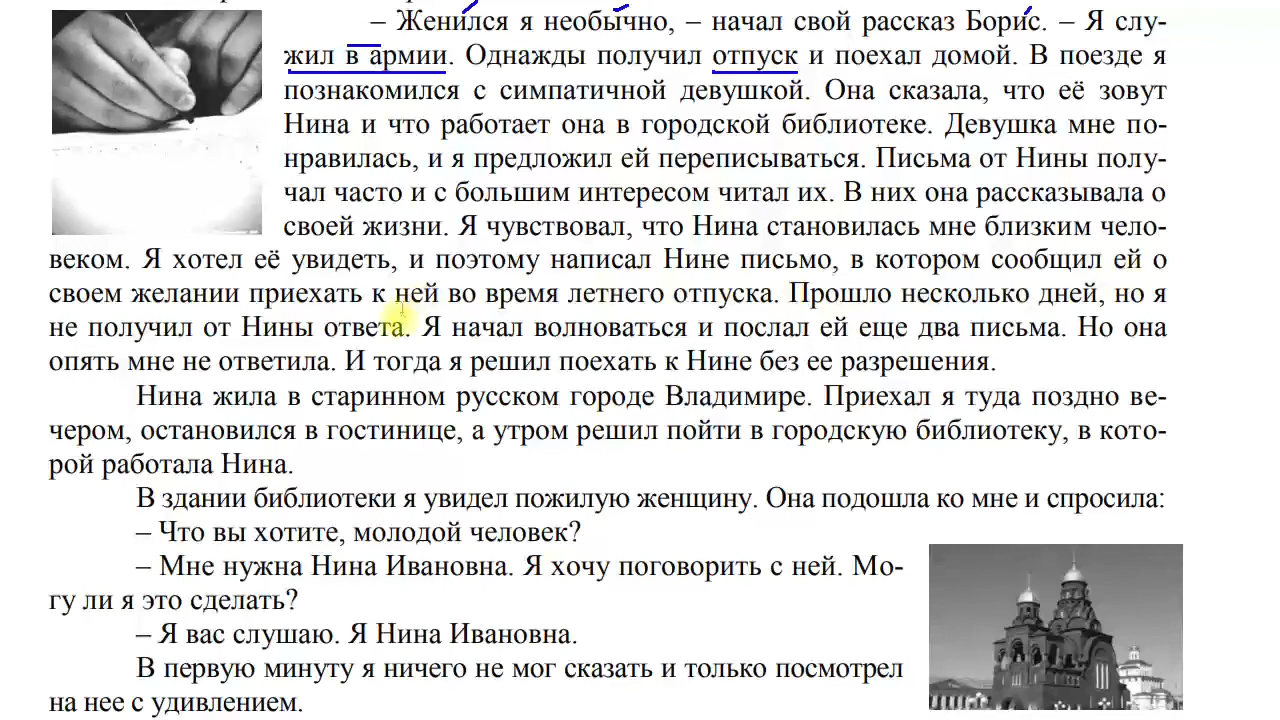 – Женился я необычно, – начал свой рассказ Борис. – Я слу-
жил в армии. Однажды получил отпуск и поехал домой. В поезде я
познакомился с симпатичной девушкой. Она сказала, что её зовут
Нина и что работает она в городской библиотеке. Девушка мне по-
нравилась, и я предложил ей переписываться. Письма от Нины полу-
чал часто и с большим интересом читал их. В них она рассказывала о
своей жизни. Я чувствовал, что Нина становилась мне близким чело-
веком. Я хотел её увидеть, и поэтому написал Нине письмо, в котором сообщил ей о
своем желании приехать к ней во время летнего отпуска. Прошло несколько дней, но я
не получил от Нины ответа. Я начал волноваться и послал ей еще два письма. Но она
опять мне не ответила. И тогда я решил поехать к Нине без ее разрешения.
Нина жила в старинном русском городе Владимире. Приехал я туда поздно ве-
чером, остановился в гостинице, а утром решил пойти в городскую библиотеку, в кото-
рой работала Нина.
В здании библиотеки я увидел пожилую женщину. Она подошла ко мне и спросила:
– Что вы хотите, молодой человек?
– Мне нужна Нина Ивановна. Я хочу поговорить с ней. Мо-
гу ли я это сделать?
– Я вас слушаю. Я Нина Ивановна.
В первую минуту я ничего не мог сказать и только посмотрел
на нее с удивлением.